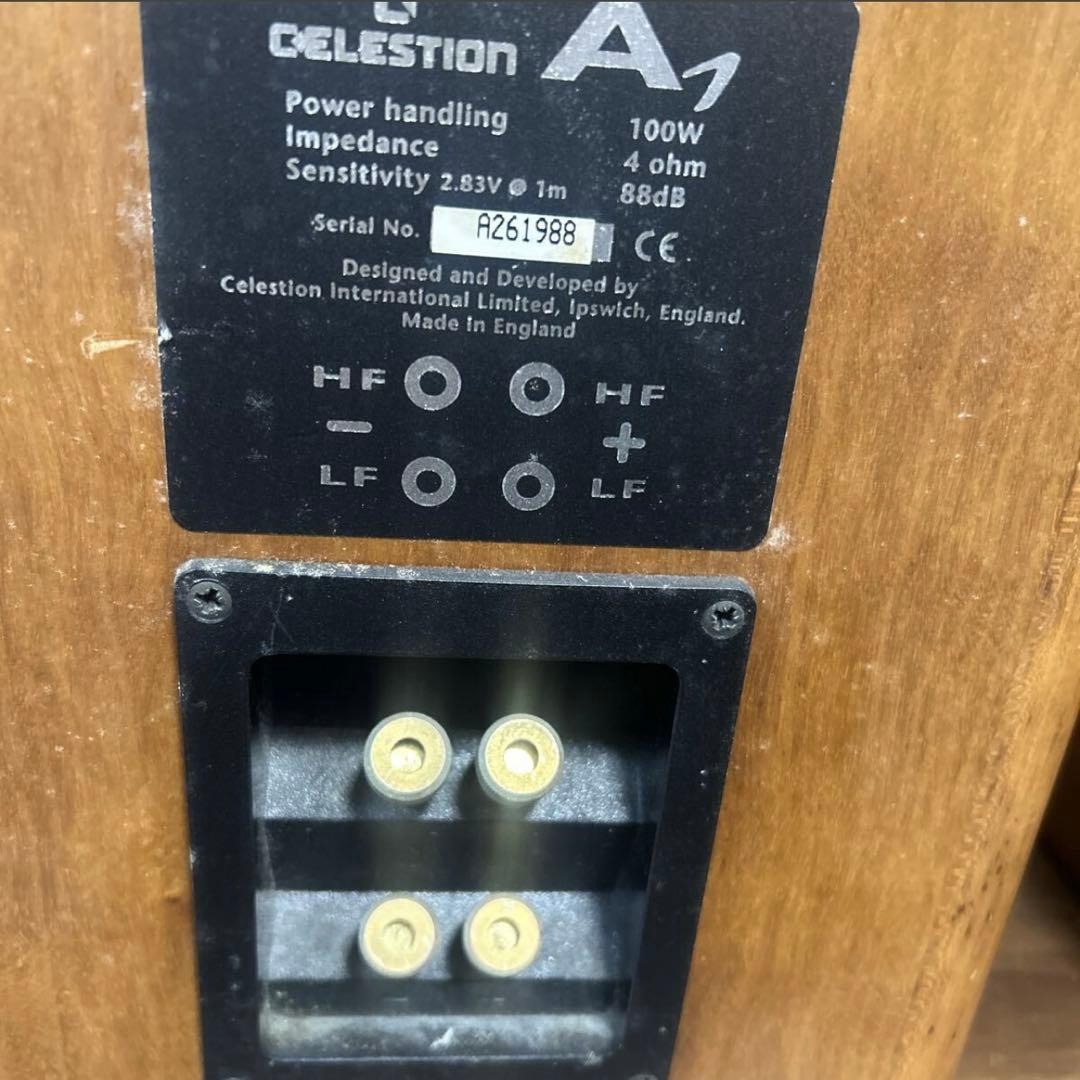 CELESTION A1
Power handling 100W
Impedance 4 ohm
Sensitivity 2.83V @ 1m 88dB
Serial No. A261988 CE
Designed and Developed by
Celestion International Limited, Ipswich, England.
Made in England
HF HF
− +
LF LF